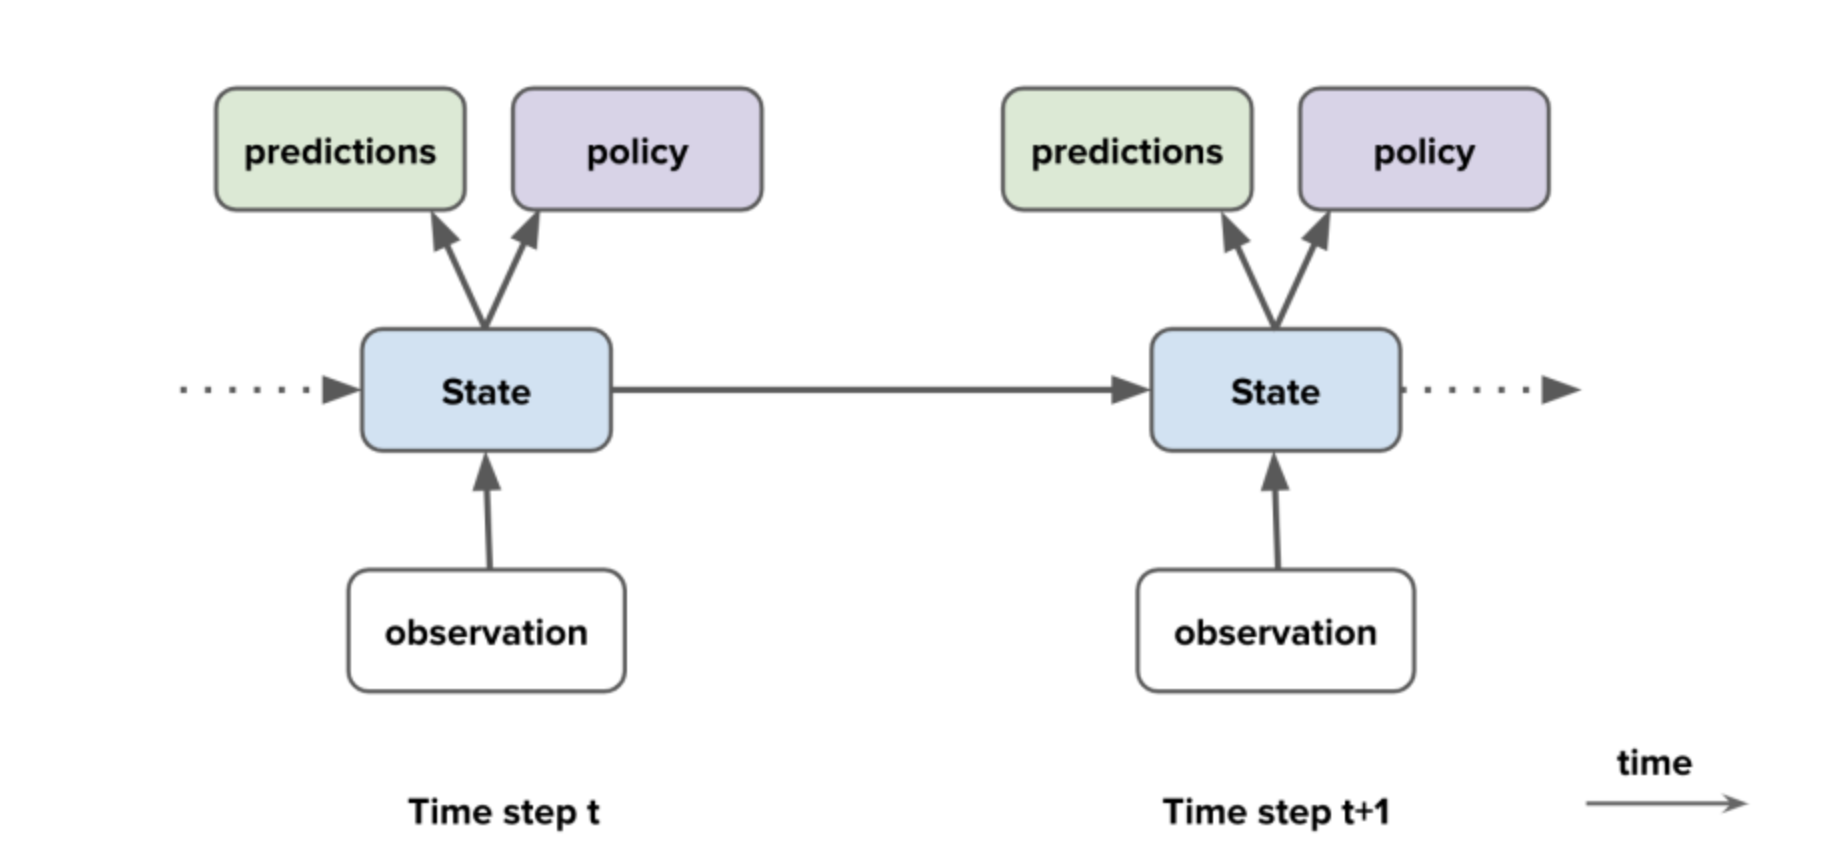 predictions
policy
predictions
policy
State
State
observation
observation
time
Time step t
Time step t+1